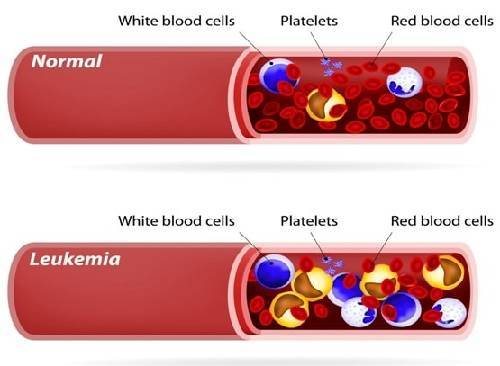 White blood cells Platelets Red blood cells
Normal
White blood cells Platelets Red blood cells
Leukemia